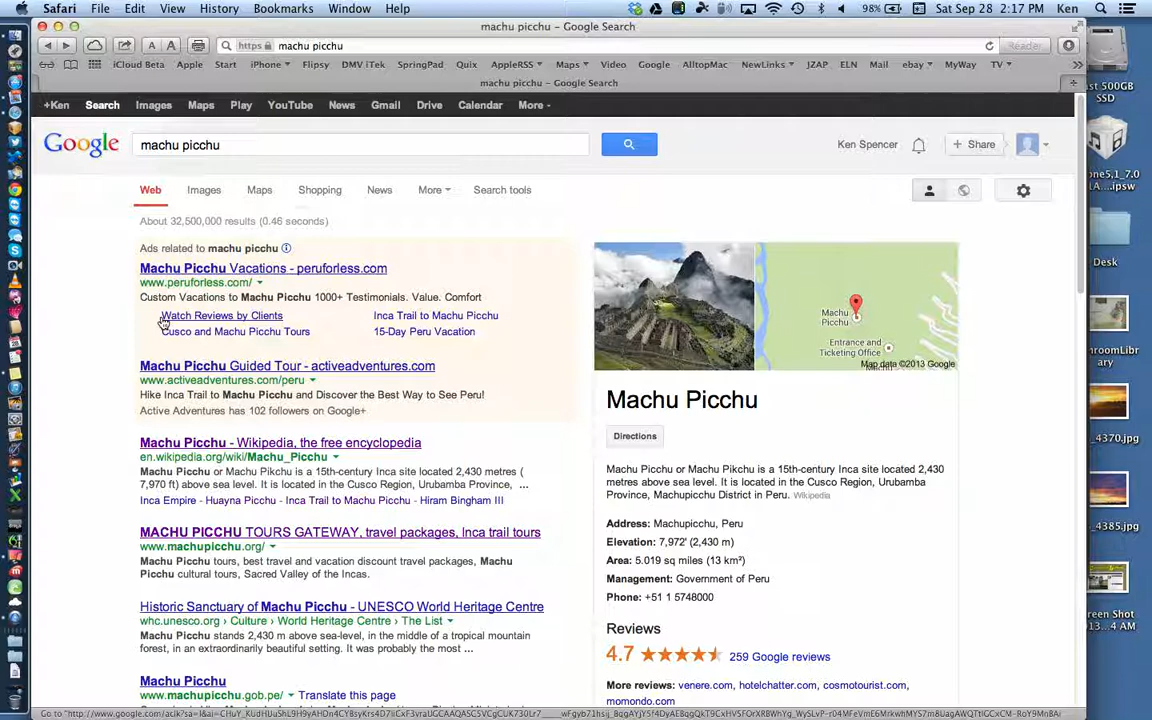 Safari File Edit View History Bookmarks Window Help 98% Sat Sep 28 2:17 PM Ken
machu picchu – Google Search
A A https machu picchu Reader
iCloud Beta Apple Start iPhone Flipsy DMV iTek SpringPad Quix AppleRSS Maps Video Google AlltopMac NewLinks JZAP ELN Mail ebay MyWay TV
machu picchu – Google Search
+Ken Search Images Maps Play YouTube News Gmail Drive Calendar More
Google machu picchu Ken Spencer + Share
Web Images Maps Shopping News More Search tools
About 32,500,000 results (0.46 seconds)
Ads related to machu picchu
Machu Picchu Vacations - peruforless.com
www.peruforless.com/
Custom Vacations to Machu Picchu 1000+ Testimonials. Value. Comfort
Watch Reviews by Clients Inca Trail to Machu Picchu
Cusco and Machu Picchu Tours 15-Day Peru Vacation
Machu Picchu Guided Tour - activeadventures.com
www.activeadventures.com/peru
Hike Inca Trail to Machu Picchu and Discover the Best Way to See Peru!
Active Adventures has 102 followers on Google+
Machu Picchu - Wikipedia, the free encyclopedia
en.wikipedia.org/wiki/Machu_Picchu
Machu Picchu or Machu Pikchu is a 15th-century Inca site located 2,430 metres (
7,970 ft) above sea level. It is located in the Cusco Region, Urubamba Province, ...
Inca Empire - Huayna Picchu - Inca Trail to Machu Picchu - Hiram Bingham III
MACHU PICCHU TOURS GATEWAY, travel packages, Inca trail tours
www.machupicchu.org/
Machu Picchu tours, best travel and vacation discount travel packages, Machu
Picchu cultural tours, Sacred Valley of the Incas.
Historic Sanctuary of Machu Picchu - UNESCO World Heritage Centre
whc.unesco.org › Culture › World Heritage Centre › The List
Machu Picchu stands 2,430 m above sea-level, in the middle of a tropical mountain
forest, in an extraordinarily beautiful setting. It was probably the most ...
Machu Picchu
www.machupicchu.gob.pe/ Translate this page
Machu
Picchu
Entrance and
Ticketing Office
Map data ©2013 Google
Machu Picchu
Directions
Machu Picchu or Machu Pikchu is a 15th-century Inca site located 2,430
metres above sea level. It is located in the Cusco Region, Urubamba
Province, Machupicchu District in Peru. Wikipedia
Address: Machupicchu, Peru
Elevation: 7,972' (2,430 m)
Area: 5.019 sq miles (13 km²)
Management: Government of Peru
Phone: +51 1 5748000
Reviews
4.7 259 Google reviews
More reviews: venere.com, hotelchatter.com, cosmotourist.com,
momondo.com
500GB
SSD
Desk
_4370.jpg
_4385.jpg